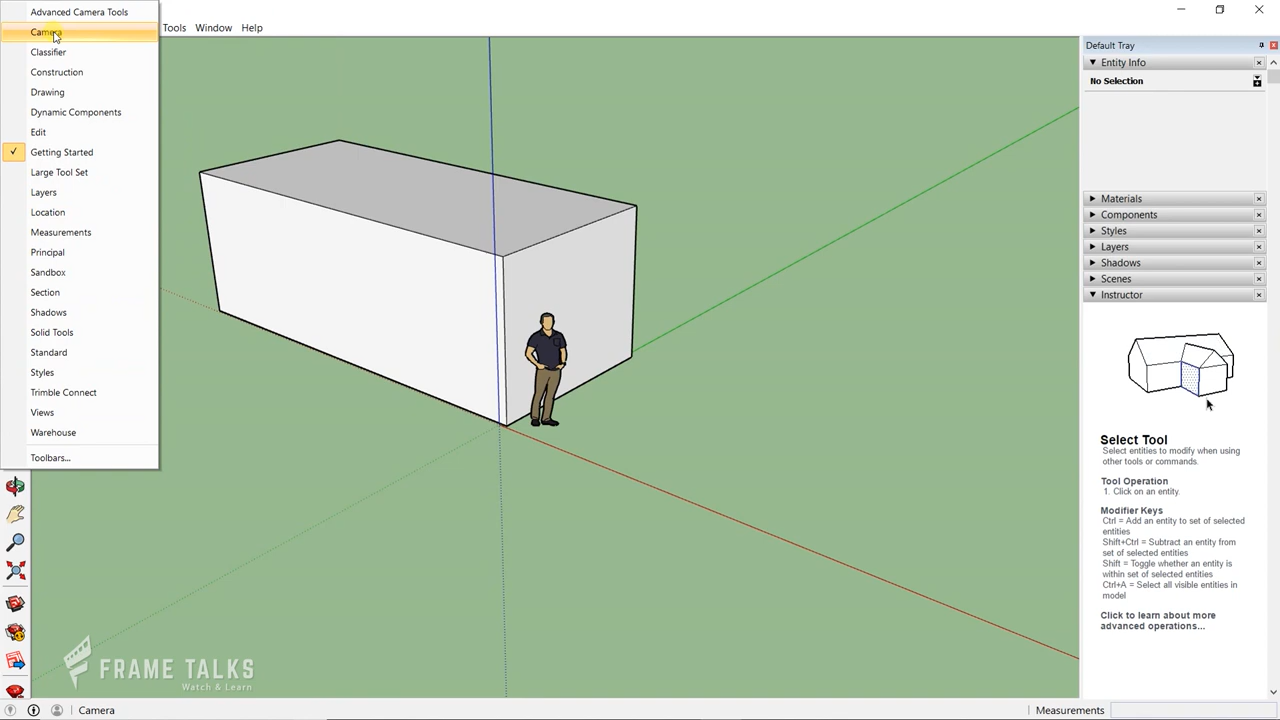 Advanced Camera Tools
Camera
Classifier
Construction
Drawing
Dynamic Components
Edit
Getting Started
Large Tool Set
Layers
Location
Measurements
Principal
Sandbox
Section
Shadows
Solid Tools
Standard
Styles
Trimble Connect
Views
Warehouse
Toolbars...
Tools Window Help
Default Tray
Entity Info
No Selection
Materials
Components
Styles
Layers
Shadows
Scenes
Instructor
Select Tool
Select entities to modify when using
other tools or commands.
Tool Operation
1. Click on an entity.
Modifier Keys
Ctrl = Add an entity to set of selected
entities
Shift+Ctrl = Subtract an entity from
set of selected entities
Shift = Toggle whether an entity is
within set of selected entities
Ctrl+A = Select all visible entities in
model
Click to learn about more
advanced operations...
FRAME TALKS
Watch & Learn
Camera
Measurements